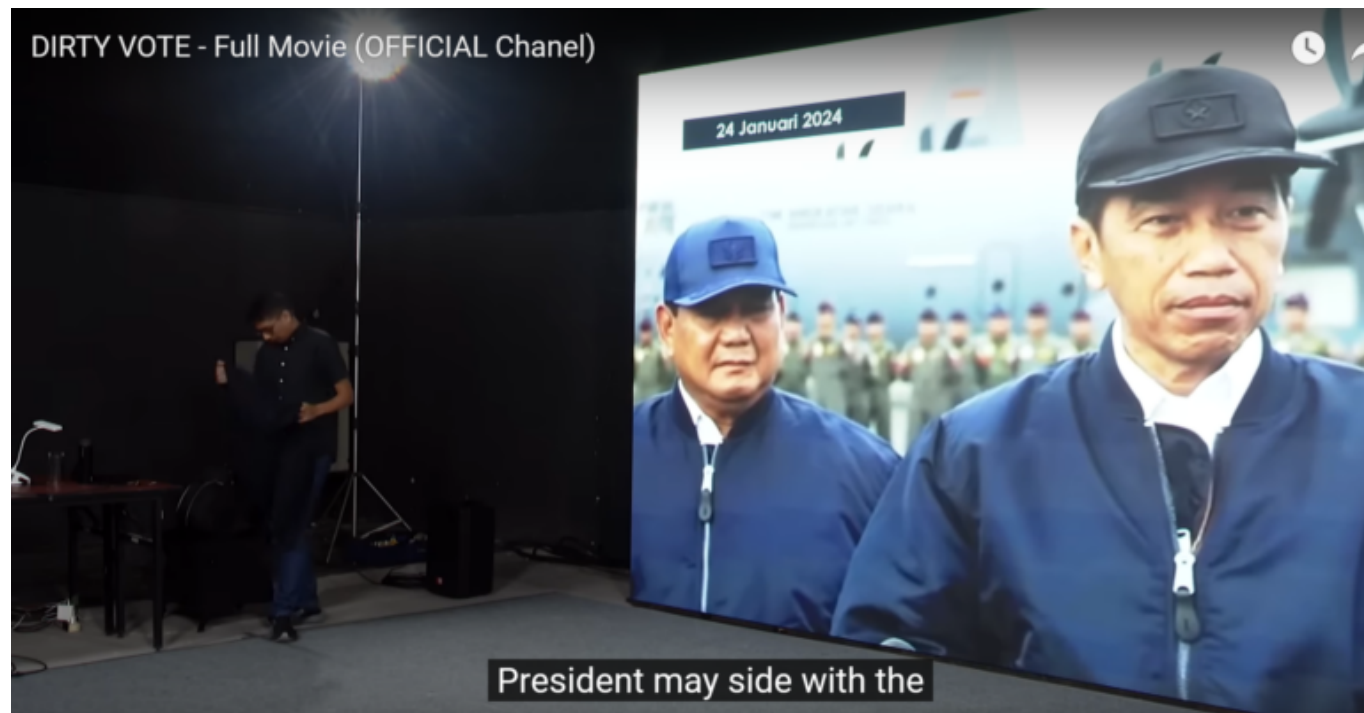 DIRTY VOTE - Full Movie (OFFICIAL Chanel)
24 Januari 2024
President may side with the